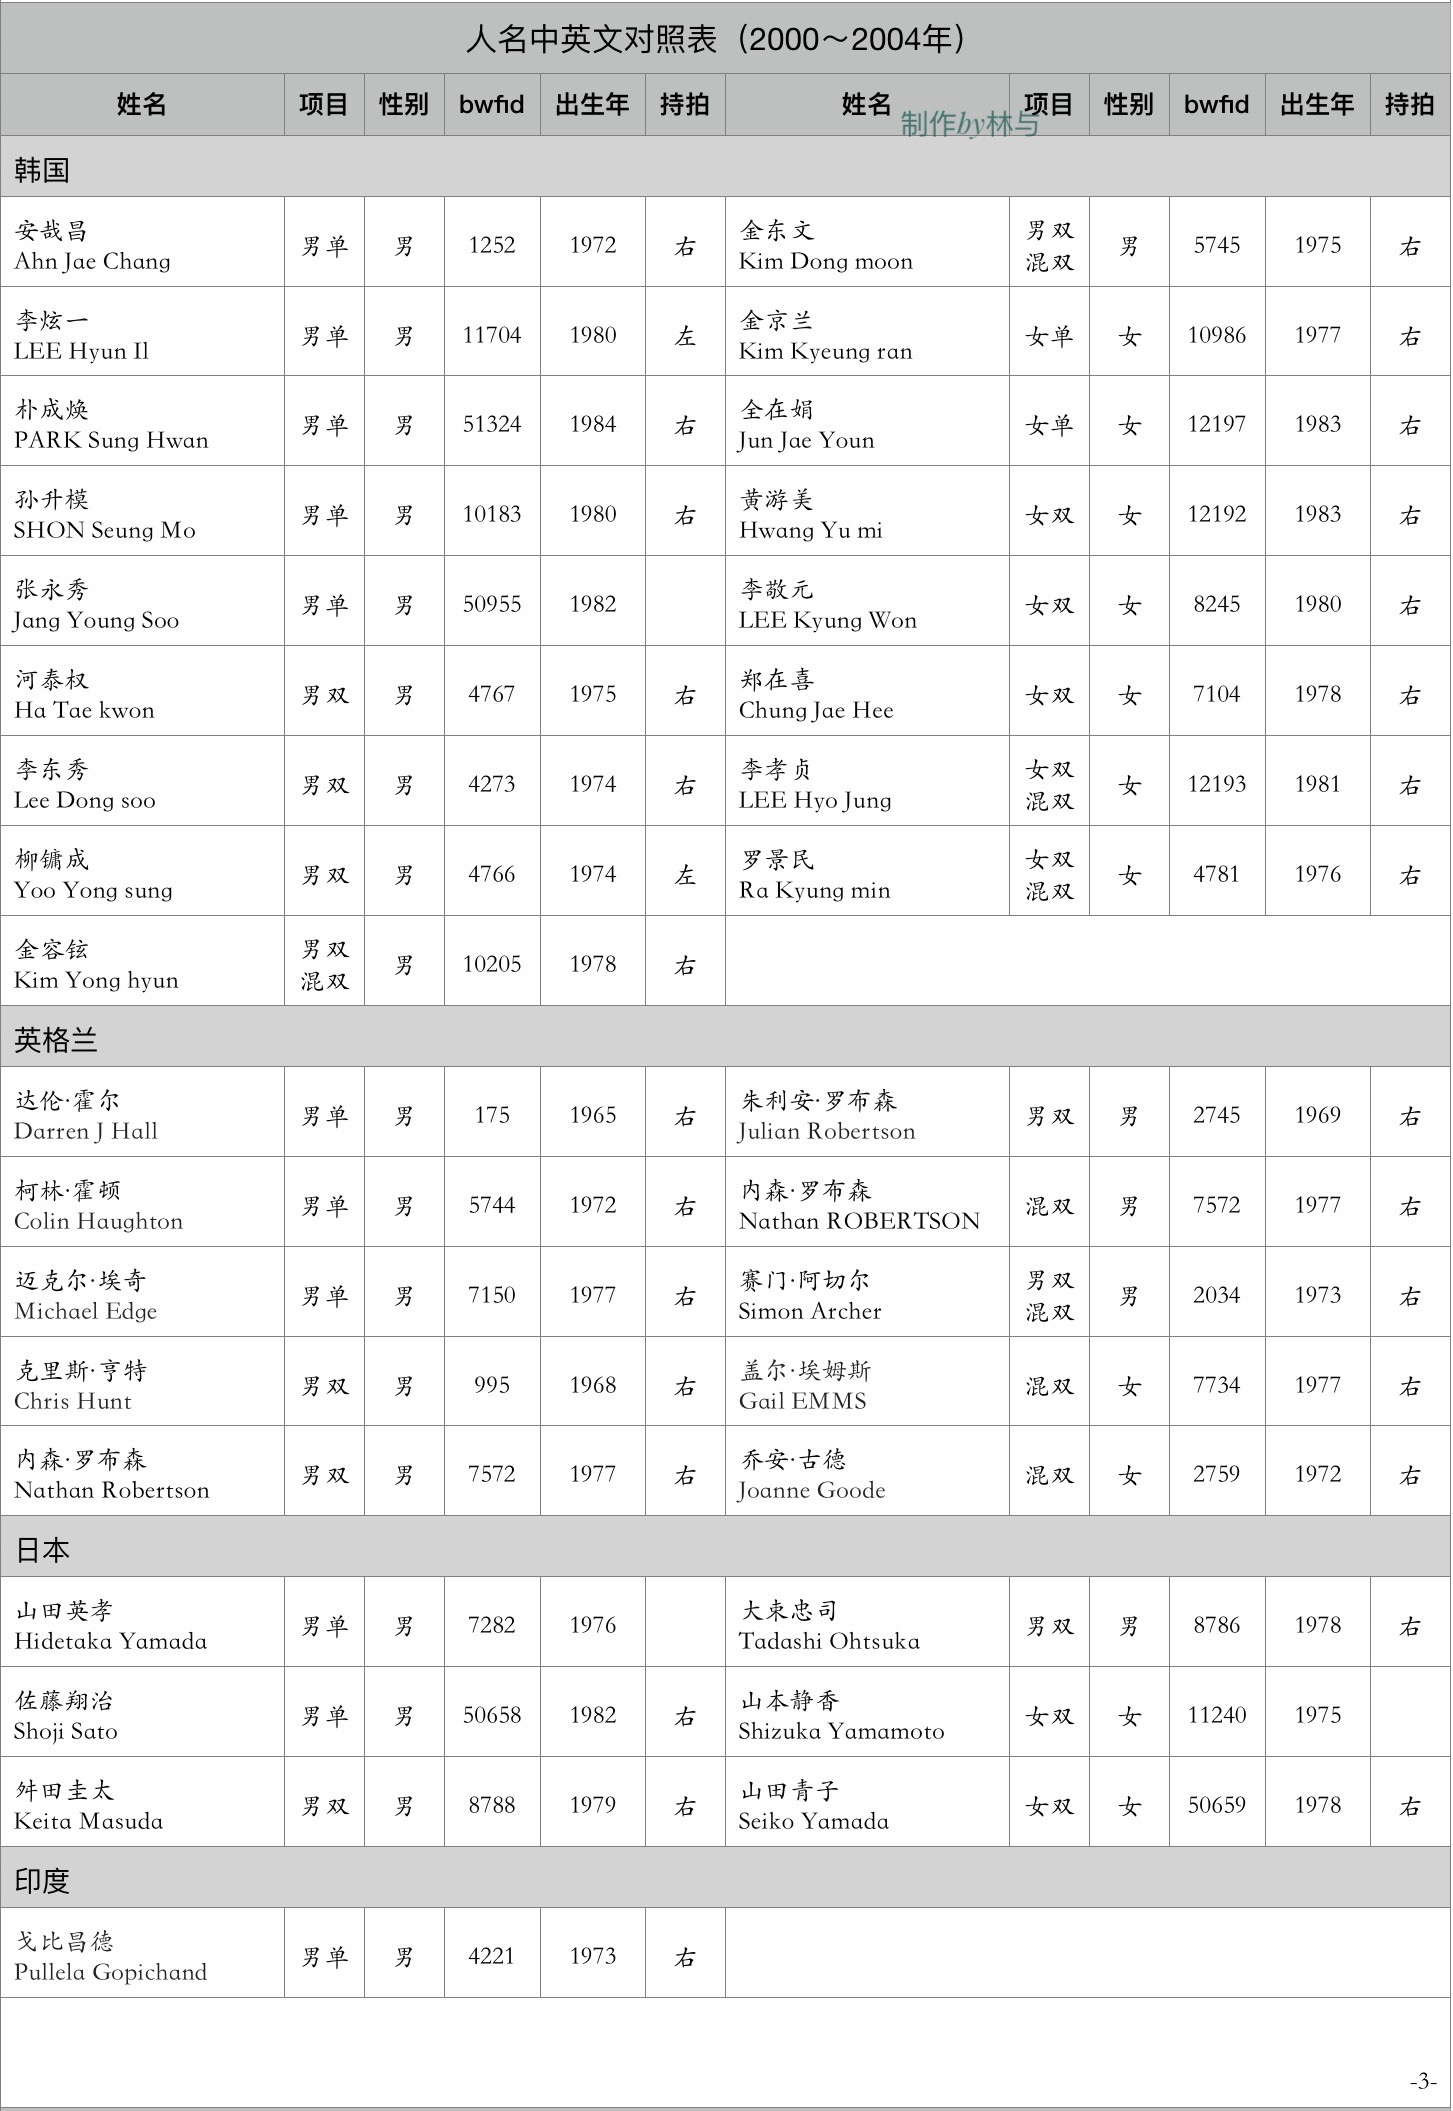 人名中英文对照表（2000～2004年）
姓名 项目 性别 bwfid 出生年 持拍 姓名 项目 性别 bwfid 出生年 持拍
制作by林与
韩国
安哉昌
Ahn Jae Chang
男单 男 1252 1972 右
金东文
Kim Dong moon
男双
混双
男 5745 1975 右
李炫一
LEE Hyun Il
男单 男 11704 1980 左
金京兰
Kim Kyeung ran
女单 女 10986 1977 右
朴成焕
PARK Sung Hwan
男单 男 51324 1984 右
全在娟
Jun Jae Youn
女单 女 12197 1983 右
孙升模
SHON Seung Mo
男单 男 10183 1980 右
黄游美
Hwang Yu mi
女双 女 12192 1983 右
张永秀
Jang Young Soo
男单 男 50955 1982
李敬元
LEE Kyung Won
女双 女 8245 1980 右
河泰权
Ha Tae kwon
男双 男 4767 1975 右
郑在喜
Chung Jae Hee
女双 女 7104 1978 右
李东秀
Lee Dong soo
男双 男 4273 1974 右
李孝贞
LEE Hyo Jung
女双
混双
女 12193 1981 右
柳镛成
Yoo Yong sung
男双 男 4766 1974 左
罗景民
Ra Kyung min
女双
混双
女 4781 1976 右
金容铉
Kim Yong hyun
男双
混双
男 10205 1978 右
英格兰
达伦·霍尔
Darren J Hall
男单 男 175 1965 右
朱利安·罗布森
Julian Robertson
男双 男 2745 1969 右
柯林·霍顿
Colin Haughton
男单 男 5744 1972 右
内森·罗布森
Nathan ROBERTSON
混双 男 7572 1977 右
迈克尔·埃奇
Michael Edge
男单 男 7150 1977 右
赛门·阿切尔
Simon Archer
男双
混双
男 2034 1973 右
克里斯·亨特
Chris Hunt
男双 男 995 1968 右
盖尔·埃姆斯
Gail EMMS
混双 女 7734 1977 右
内森·罗布森
Nathan Robertson
男双 男 7572 1977 右
乔安·古德
Joanne Goode
混双 女 2759 1972 右
日本
山田英孝
Hidetaka Yamada
男单 男 7282 1976
大束忠司
Tadashi Ohtsuka
男双 男 8786 1978 右
佐藤翔治
Shoji Sato
男单 男 50658 1982 右
山本静香
Shizuka Yamamoto
女双 女 11240 1975
舛田圭太
Keita Masuda
男双 男 8788 1979 右
山田青子
Seiko Yamada
女双 女 50659 1978 右
印度
戈比昌德
Pullela Gopichand
男单 男 4221 1973 右
-3-